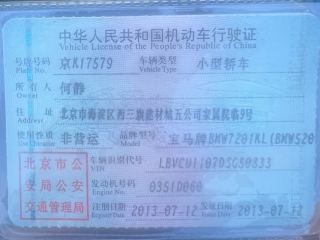 中华人民共和国机动车行驶证
Vehicle License of the People's Republic of China
号牌号码 京K17579 车辆类型 小型轿车
Plate No. Vehicle Type
所有人 何静
Owner
住址 北京市海淀区西三旗建材城五公司家属院临9号
Address
使用性质 非营运 品牌型号 宝马牌BMW7201KL(BMW520
Use Character Model
北京市公 车辆识别代号
VIN
安局公安 发动机号码 0351D060
Engine No.
交通管理局 注册日期 2013-07-12 发证日期 2013-07-12
Register Date Issue Date